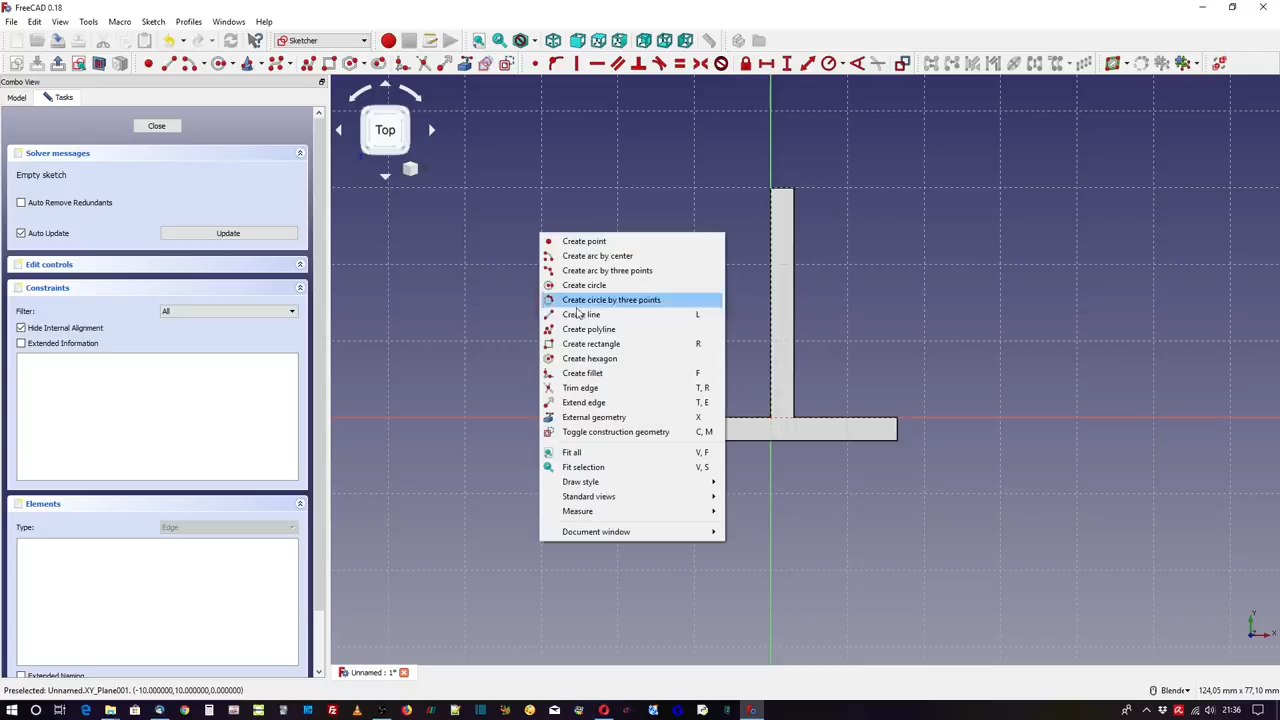 FreeCAD 0.18
File Edit View Tools Macro Sketch Profiles Windows Help
Sketcher
Combo View
Model Tasks
Close
Solver messages
Empty sketch
Auto Remove Redundants
Auto Update
Update
Edit controls
Constraints
Filter: All
Hide Internal Alignment
Extended Information
Elements
Type: Edge
Extended Naming
Top
Create point
Create arc by center
Create arc by three points
Create circle
Create circle by three points
Create line L
Create polyline
Create rectangle R
Create hexagon
Create fillet F
Trim edge T, R
Extend edge T, E
External geometry X
Toggle construction geometry C, M
Fit all V, F
Fit selection V, S
Draw style
Standard views
Measure
Document window
Y
X
Unnamed : 1*
Preselected: Unnamed.XY_Plane001. (-10.000000,10.000000,0.000000)
Blender
124,05 mm x 77,10 mm
21:36